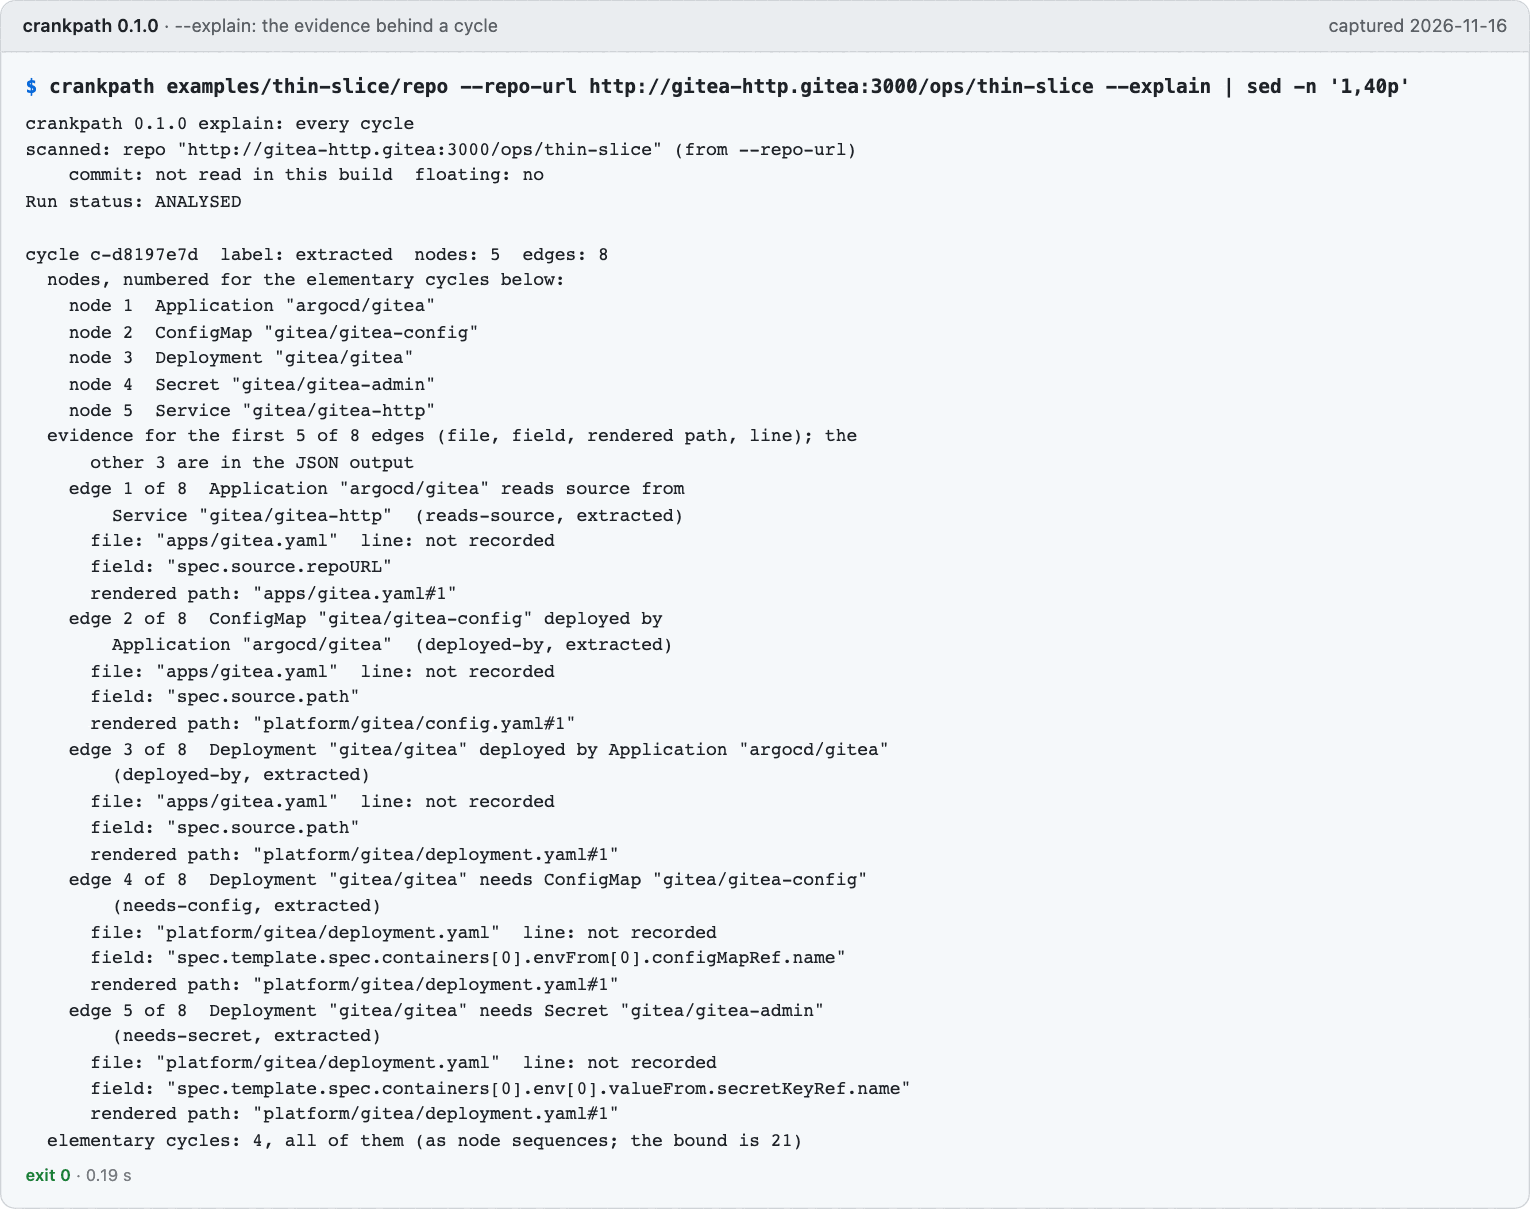 crankpath 0.1.0 · --explain: the evidence behind a cycle captured 2026-11-16
$ crankpath examples/thin-slice/repo --repo-url http://gitea-http.gitea:3000/ops/thin-slice --explain | sed -n '1,40p'
crankpath 0.1.0 explain: every cycle
scanned: repo "http://gitea-http.gitea:3000/ops/thin-slice" (from --repo-url)
    commit: not read in this build  floating: no
Run status: ANALYSED

cycle c-d8197e7d  label: extracted  nodes: 5  edges: 8
  nodes, numbered for the elementary cycles below:
    node 1  Application "argocd/gitea"
    node 2  ConfigMap "gitea/gitea-config"
    node 3  Deployment "gitea/gitea"
    node 4  Secret "gitea/gitea-admin"
    node 5  Service "gitea/gitea-http"
  evidence for the first 5 of 8 edges (file, field, rendered path, line); the
      other 3 are in the JSON output
    edge 1 of 8  Application "argocd/gitea" reads source from
        Service "gitea/gitea-http"  (reads-source, extracted)
      file: "apps/gitea.yaml"  line: not recorded
      field: "spec.source.repoURL"
      rendered path: "apps/gitea.yaml#1"
    edge 2 of 8  ConfigMap "gitea/gitea-config" deployed by
        Application "argocd/gitea"  (deployed-by, extracted)
      file: "apps/gitea.yaml"  line: not recorded
      field: "spec.source.path"
      rendered path: "platform/gitea/config.yaml#1"
    edge 3 of 8  Deployment "gitea/gitea" deployed by Application "argocd/gitea"
        (deployed-by, extracted)
      file: "apps/gitea.yaml"  line: not recorded
      field: "spec.source.path"
      rendered path: "platform/gitea/deployment.yaml#1"
    edge 4 of 8  Deployment "gitea/gitea" needs ConfigMap "gitea/gitea-config"
        (needs-config, extracted)
      file: "platform/gitea/deployment.yaml"  line: not recorded
      field: "spec.template.spec.containers[0].envFrom[0].configMapRef.name"
      rendered path: "platform/gitea/deployment.yaml#1"
    edge 5 of 8  Deployment "gitea/gitea" needs Secret "gitea/gitea-admin"
        (needs-secret, extracted)
      file: "platform/gitea/deployment.yaml"  line: not recorded
      field: "spec.template.spec.containers[0].env[0].valueFrom.secretKeyRef.name"
      rendered path: "platform/gitea/deployment.yaml#1"
  elementary cycles: 4, all of them (as node sequences; the bound is 21)
exit 0 · 0.19 s